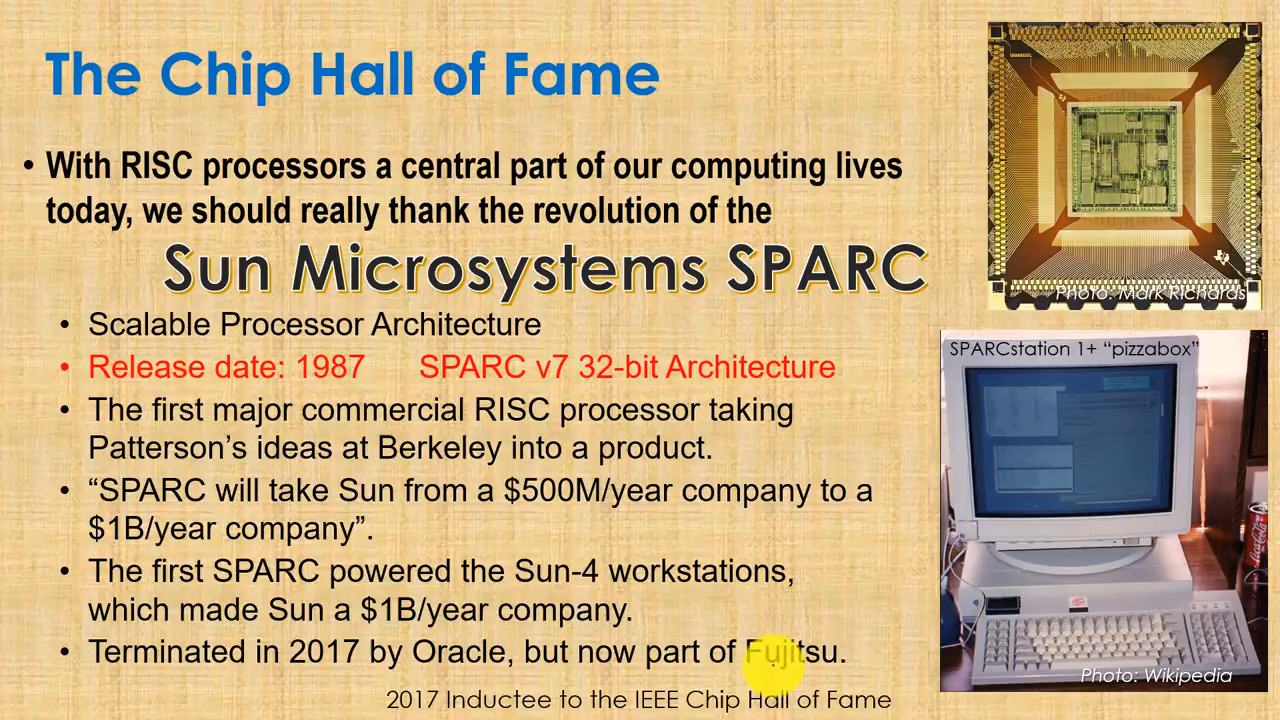 The Chip Hall of Fame
• With RISC processors a central part of our computing lives
today, we should really thank the revolution of the
Sun Microsystems SPARC
• Scalable Processor Architecture
• Release date: 1987 SPARC v7 32-bit Architecture
• The first major commercial RISC processor taking
Patterson’s ideas at Berkeley into a product.
• “SPARC will take Sun from a $500M/year company to a
$1B/year company”.
• The first SPARC powered the Sun-4 workstations,
which made Sun a $1B/year company.
• Terminated in 2017 by Oracle, but now part of Fujitsu.
2017 Inductee to the IEEE Chip Hall of Fame
Photo: Mark Richards
SPARCstation 1+ “pizzabox”
Coca-Cola
Photo: Wikipedia